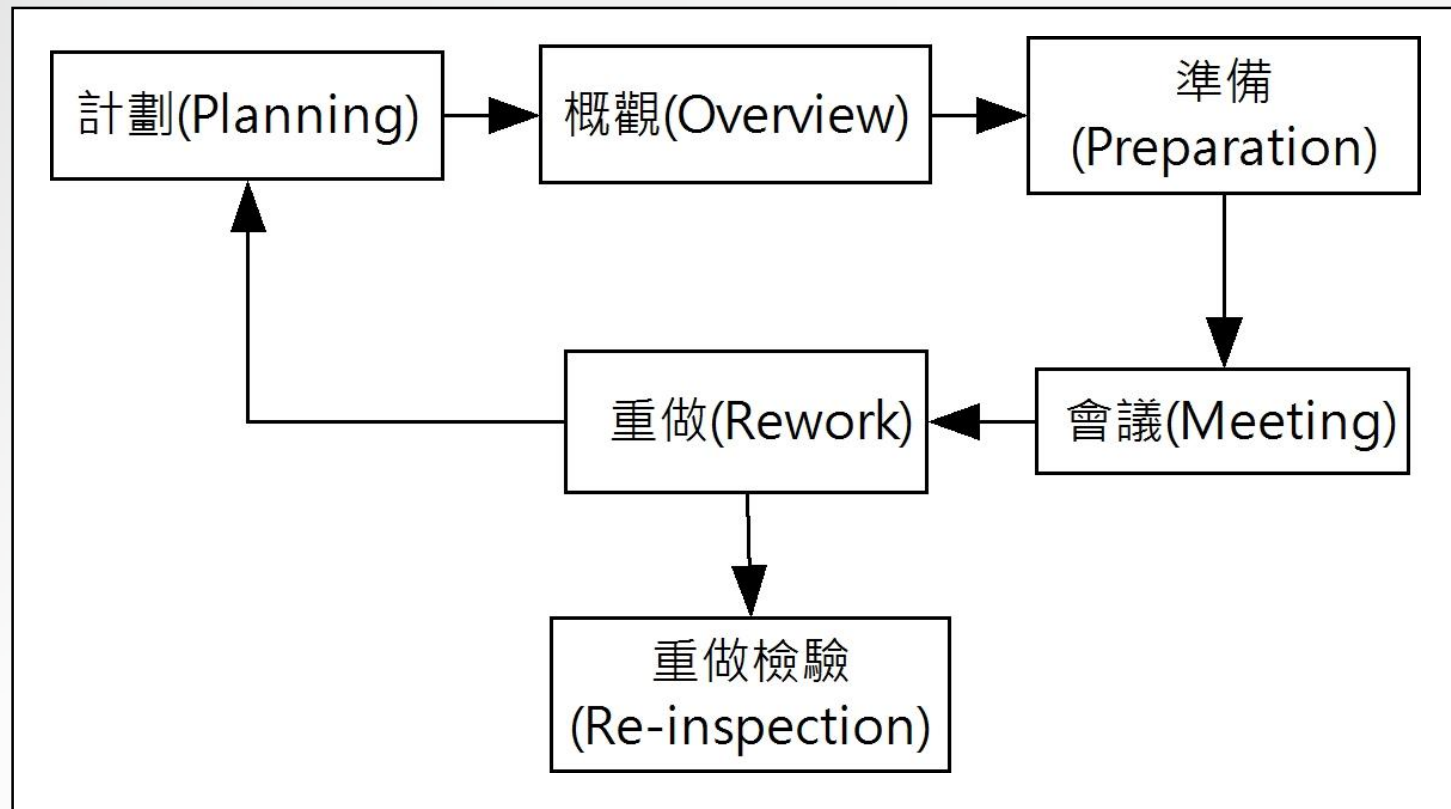 計劃(Planning)
概觀(Overview)
準備
(Preparation)
會議(Meeting)
重做(Rework)
重做檢驗
(Re-inspection)